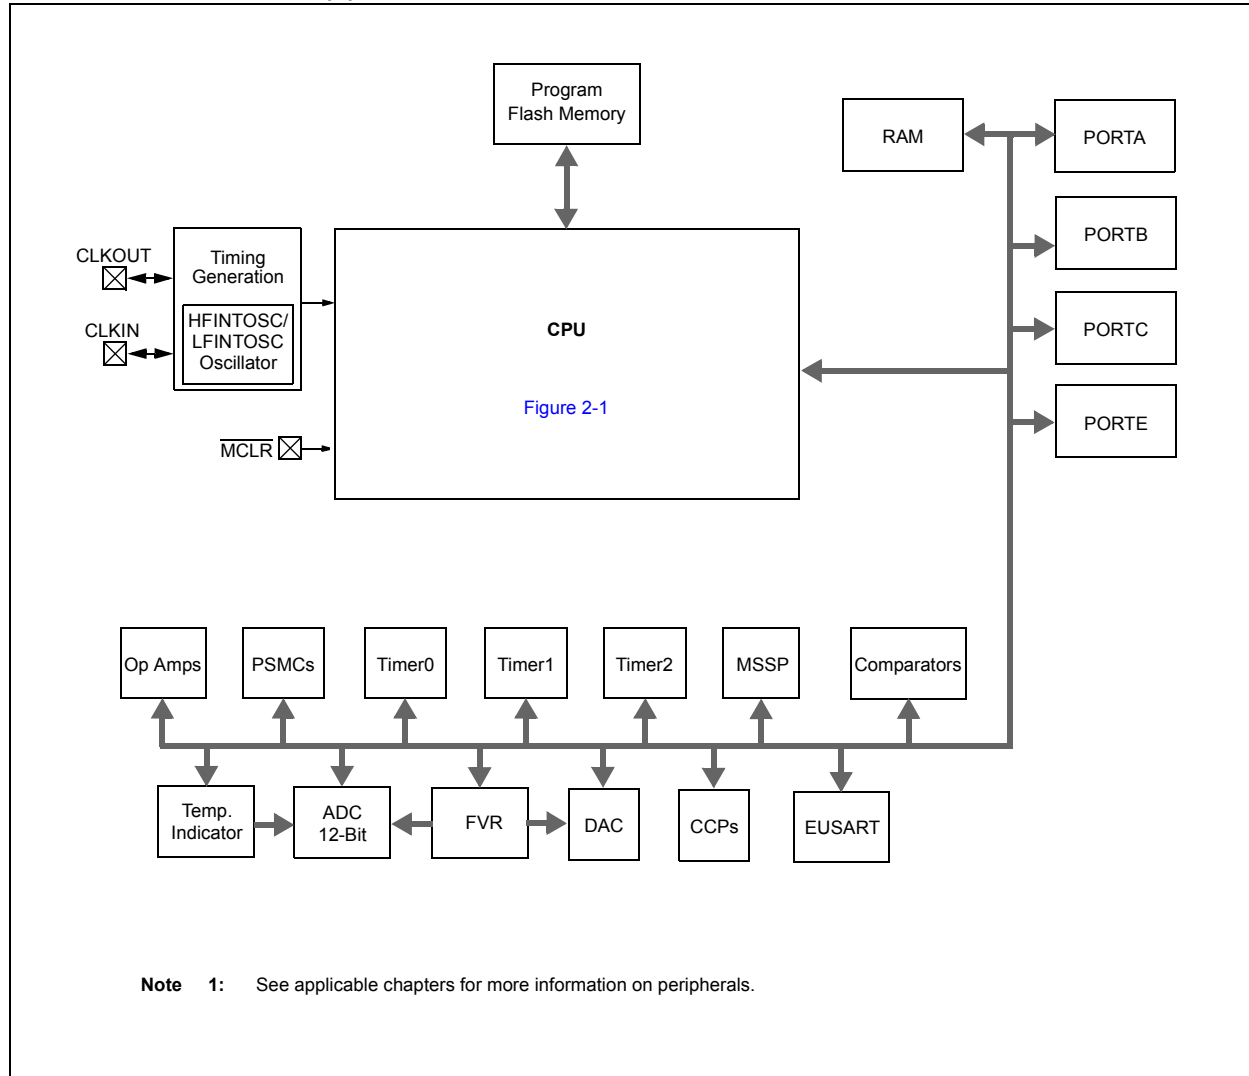 Program
Flash Memory
RAM
PORTA
PORTB
PORTC
PORTE
CLKOUT
CLKIN
Timing
Generation
HFINTOSC/
LFINTOSC
Oscillator
MCLR
CPU
Figure 2-1
Op Amps
PSMCs
Timer0
Timer1
Timer2
MSSP
Comparators
Temp.
Indicator
ADC
12-Bit
FVR
DAC
CCPs
EUSART
Note 1: See applicable chapters for more information on peripherals.